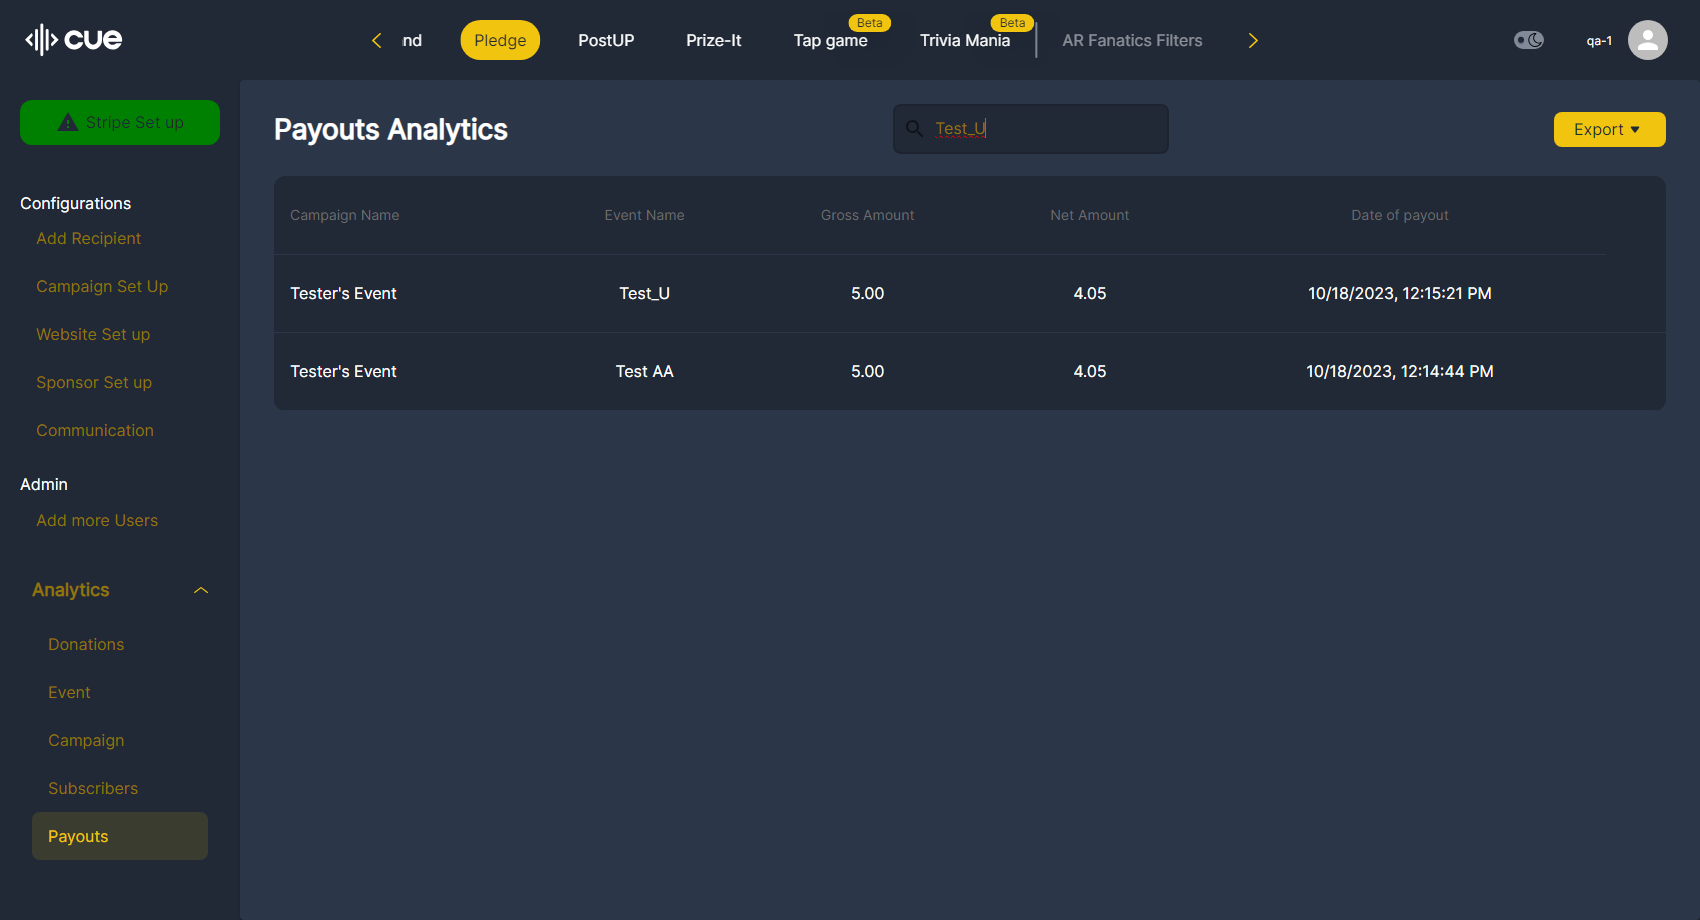 cue
nd
Pledge
PostUP
Prize-It
Tap game
Beta
Trivia Mania
Beta
AR Fanatics Filters
qa-1
Stripe Set up
Configurations
Add Recipient
Campaign Set Up
Website Set up
Sponsor Set up
Communication
Admin
Add more Users
Analytics
Donations
Event
Campaign
Subscribers
Payouts
Payouts Analytics
Test_U
Export
Campaign Name Event Name Gross Amount Net Amount Date of payout
Tester's Event Test_U 5.00 4.05 10/18/2023, 12:15:21 PM
Tester's Event Test AA 5.00 4.05 10/18/2023, 12:14:44 PM